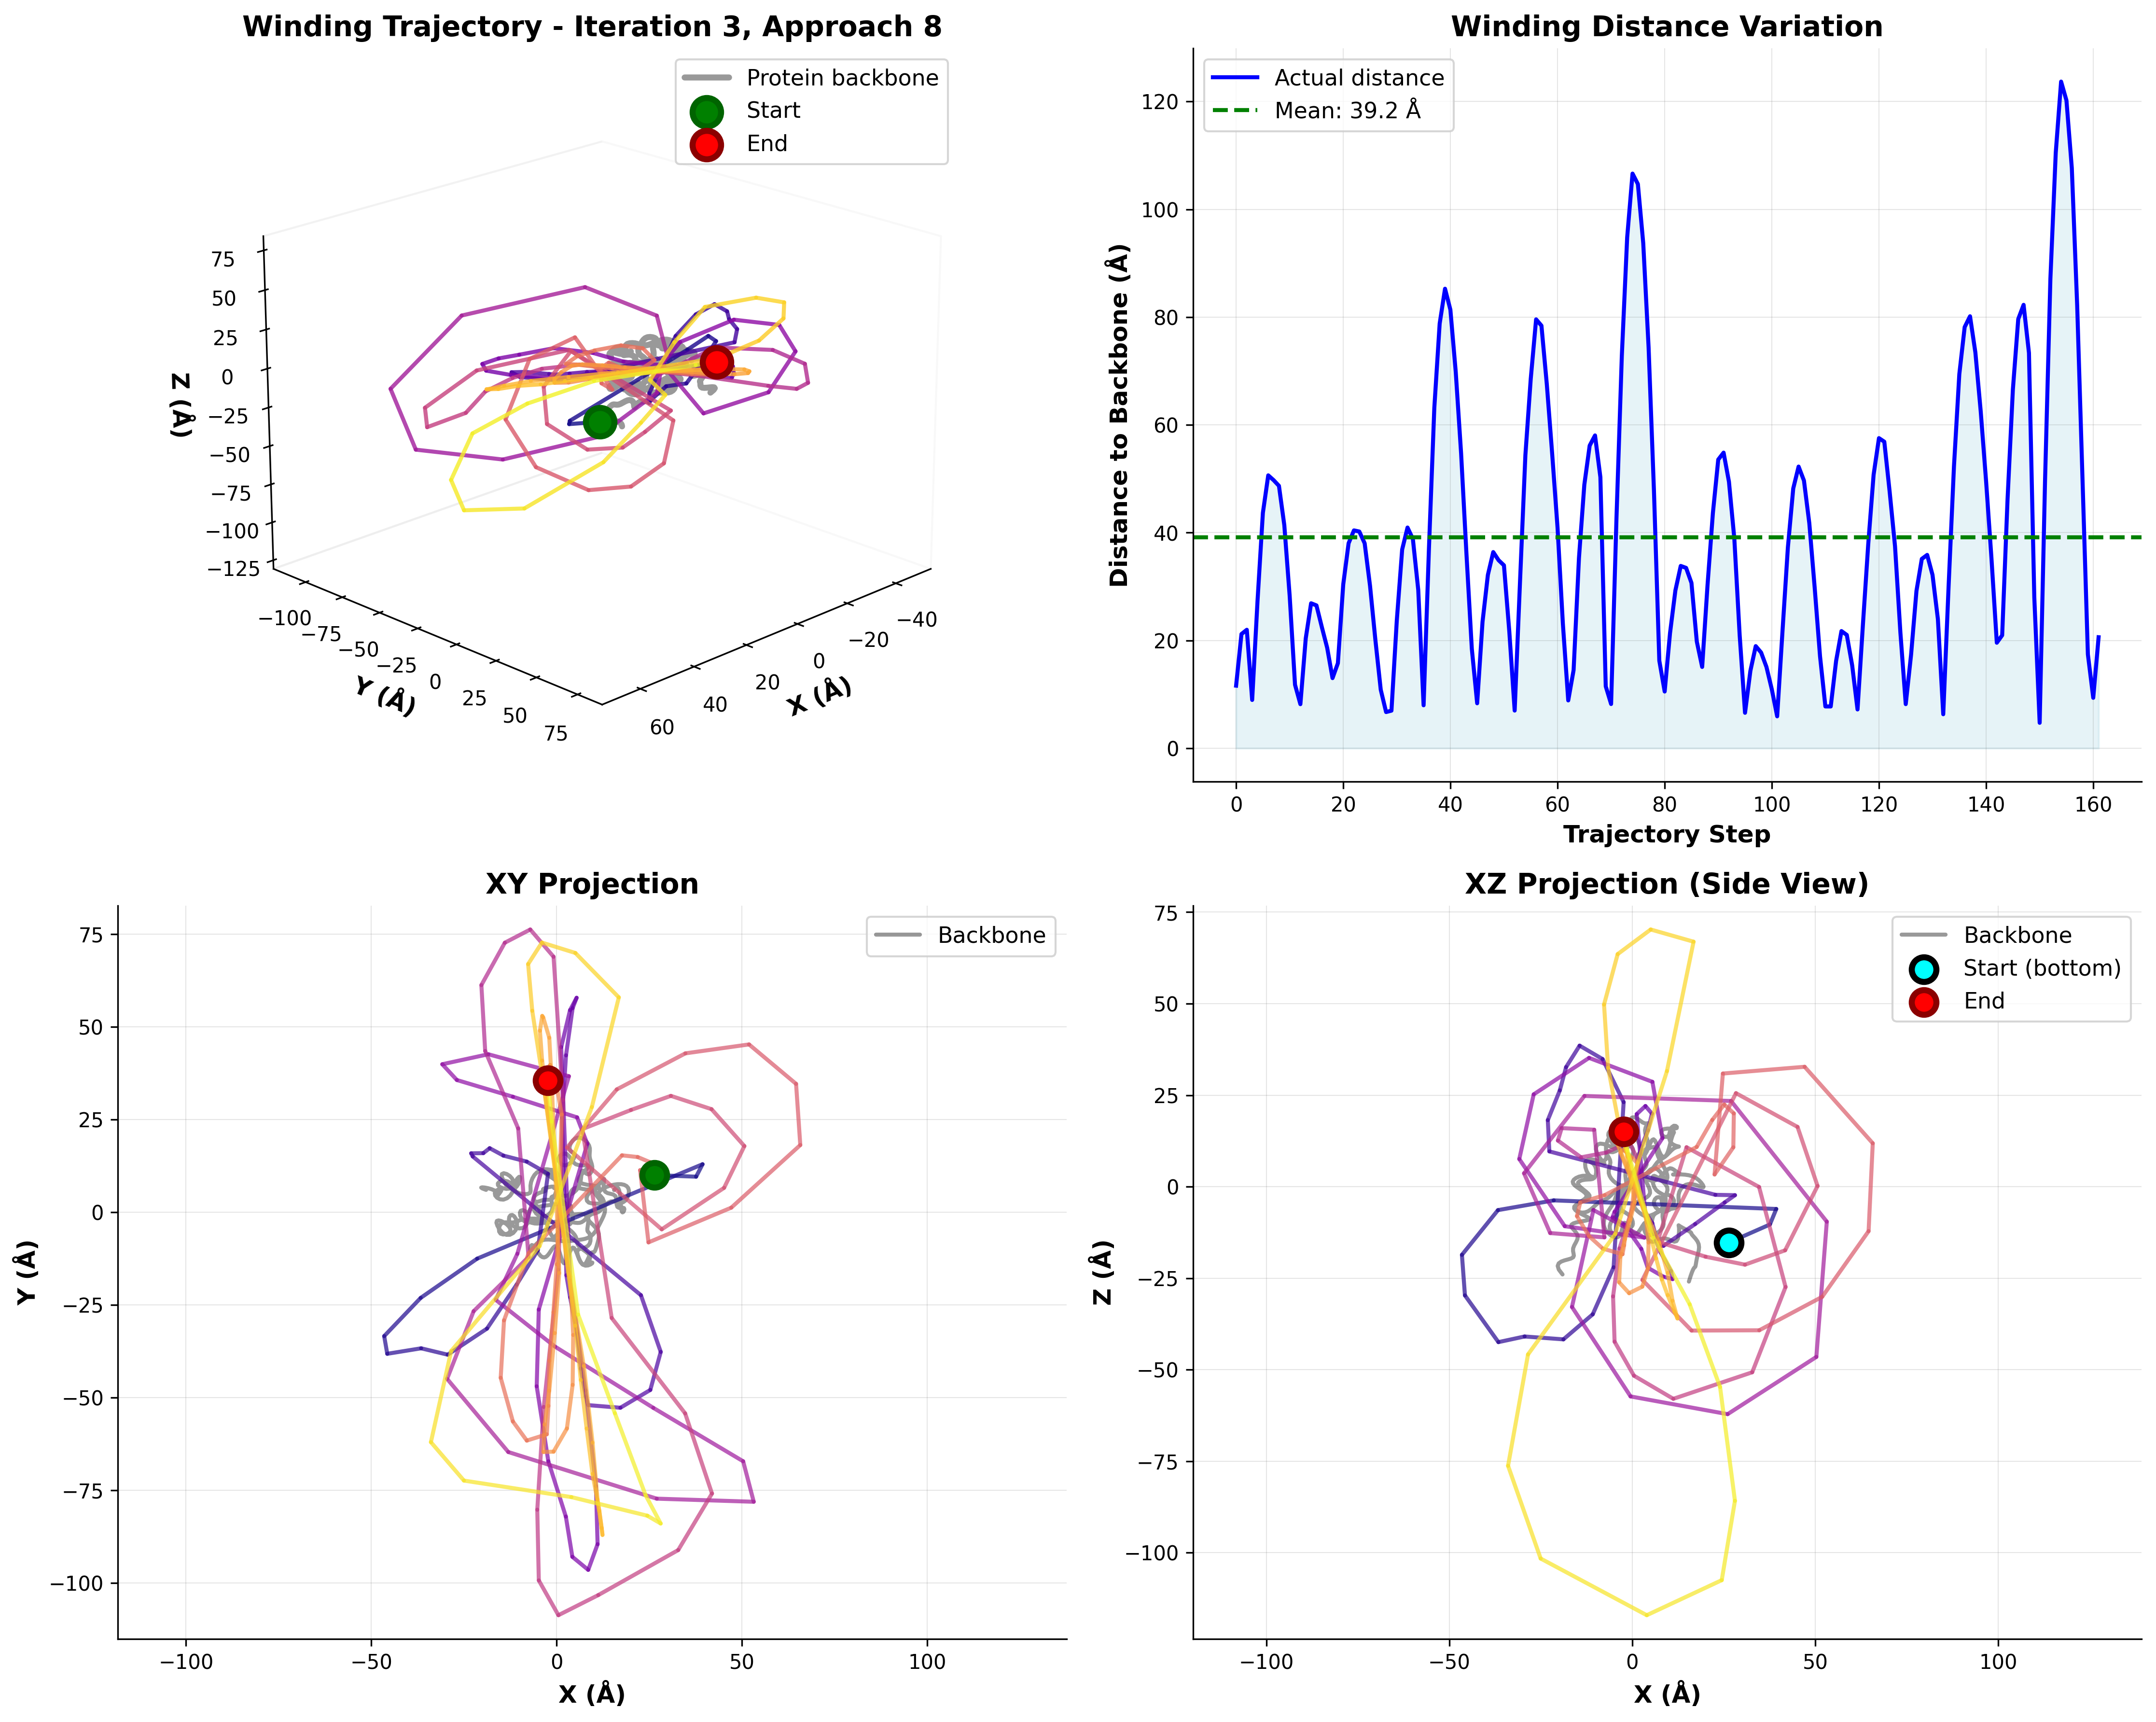 Winding Trajectory - Iteration 3, Approach 8
Protein backbone
Start
End
75
50
25
0
−25
−50
−75
−100
−125
Z (Å)
−100
−75
−50
−25
0
25
50
75
Y (Å)
60
40
20
0
−20
−40
X (Å)
Winding Distance Variation
Actual distance
Mean: 39.2 Å
120
100
80
60
40
20
0
Distance to Backbone (Å)
0 20 40 60 80 100 120 140 160
Trajectory Step
XY Projection
Backbone
75
50
25
0
−25
−50
−75
−100
Y (Å)
−100 −50 0 50 100
X (Å)
XZ Projection (Side View)
Backbone
Start (bottom)
End
75
50
25
0
−25
−50
−75
−100
Z (Å)
−100 −50 0 50 100
X (Å)